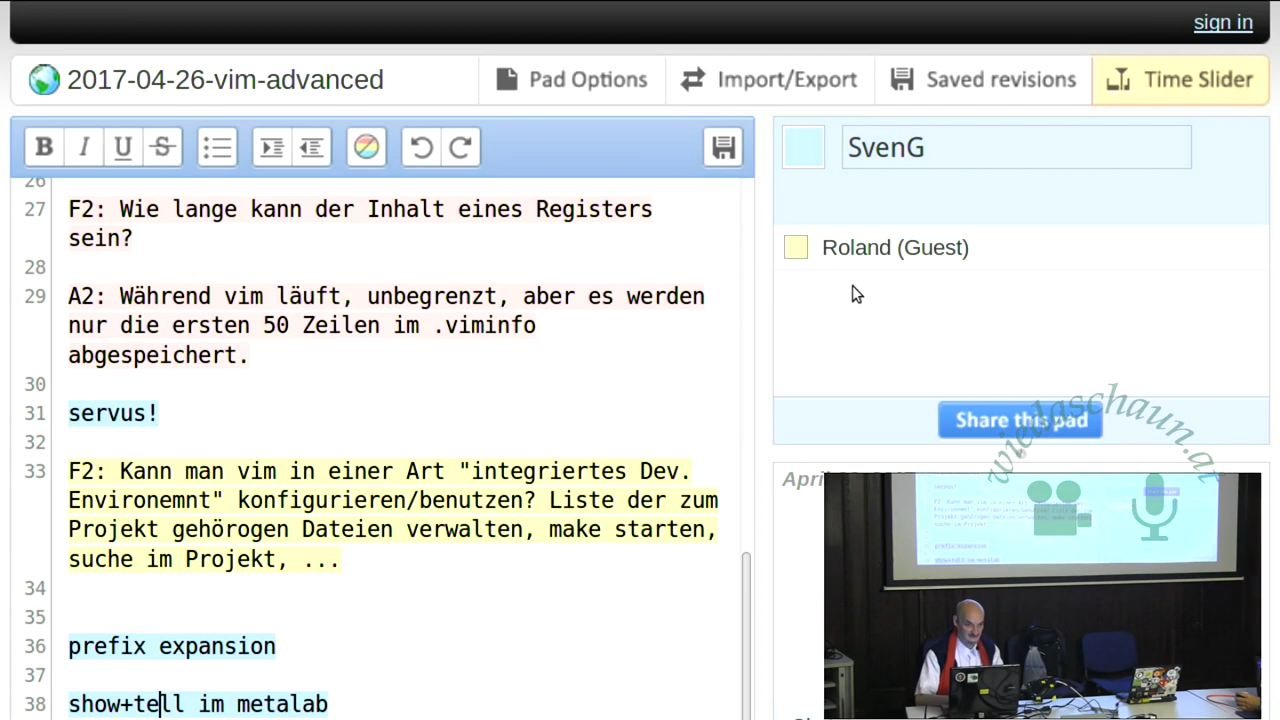 sign in
2017-04-26-vim-advanced
Pad Options
Import/Export
Saved revisions
Time Slider
B I U S
SvenG
Roland (Guest)
Share this pad
26
27 F2: Wie lange kann der Inhalt eines Registers
sein?
28
29 A2: Während vim läuft, unbegrenzt, aber es werden
nur die ersten 50 Zeilen im .viminfo
abgespeichert.
30
31 servus!
32
33 F2: Kann man vim in einer Art "integriertes Dev.
Environemnt" konfigurieren/benutzen? Liste der zum
Projekt gehörogen Dateien verwalten, make starten,
suche im Projekt, ...
34
35
36 prefix expansion
37
38 show+tell im metalab
wiedaschaun.at